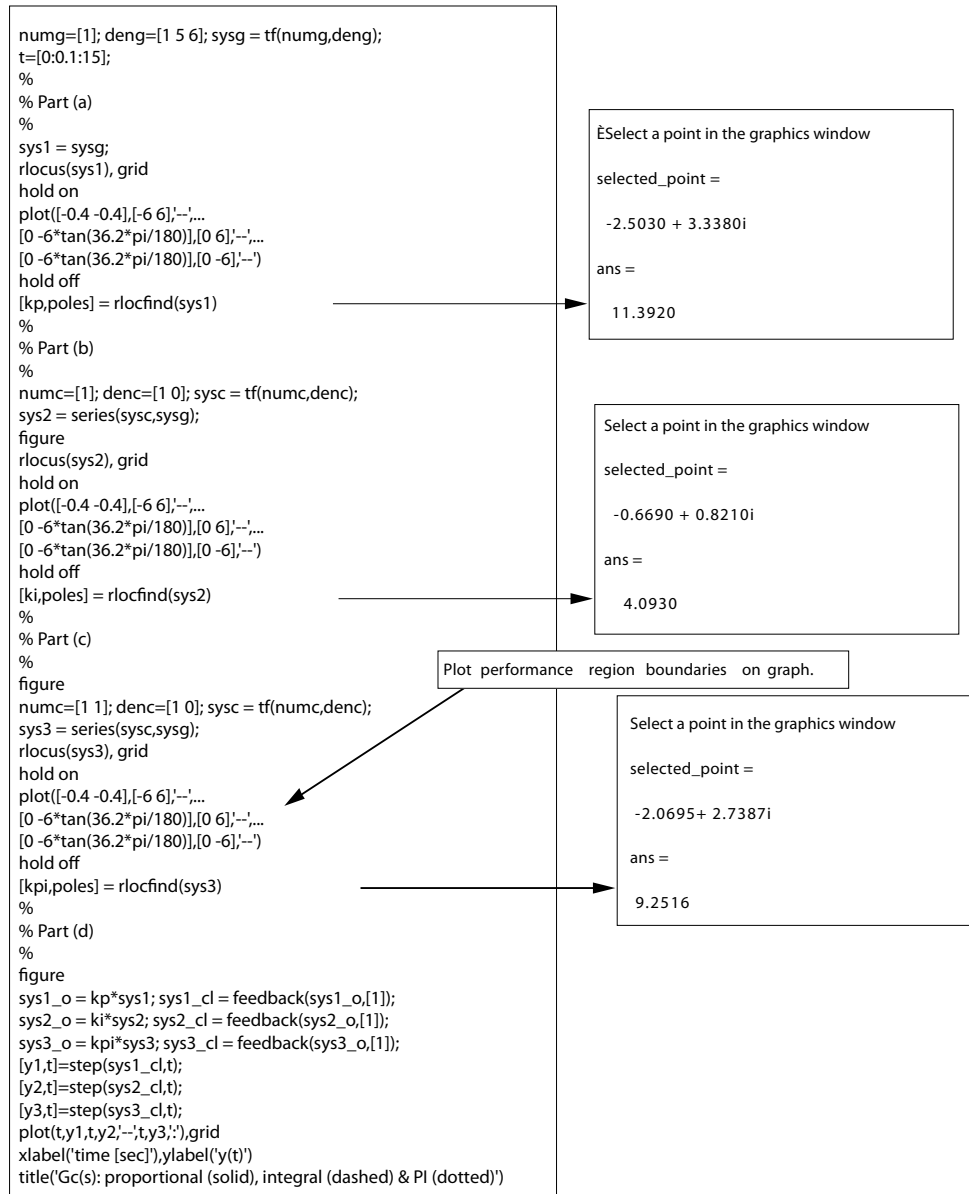 numg=[1]; deng=[1 5 6]; sysg = tf(numg,deng);
t=[0:0.1:15];
%
% Part (a)
%
sys1 = sysg;
rlocus(sys1), grid
hold on
plot([-0.4 -0.4],[-6 6],'--',...
[0 -6*tan(36.2*pi/180)],[0 6],'--',...
[0 -6*tan(36.2*pi/180)],[0 -6],'--')
hold off
[kp,poles] = rlocfind(sys1)
%
% Part (b)
%
numc=[1]; denc=[1 0]; sysc = tf(numc,denc);
sys2 = series(sysc,sysg);
figure
rlocus(sys2), grid
hold on
plot([-0.4 -0.4],[-6 6],'--',...
[0 -6*tan(36.2*pi/180)],[0 6],'--',...
[0 -6*tan(36.2*pi/180)],[0 -6],'--')
hold off
[ki,poles] = rlocfind(sys2)
%
% Part (c)
%
figure
numc=[1 1]; denc=[1 0]; sysc = tf(numc,denc);
sys3 = series(sysc,sysg);
rlocus(sys3), grid
hold on
plot([-0.4 -0.4],[-6 6],'--',...
[0 -6*tan(36.2*pi/180)],[0 6],'--',...
[0 -6*tan(36.2*pi/180)],[0 -6],'--')
hold off
[kpi,poles] = rlocfind(sys3)
%
% Part (d)
%
figure
sys1_o = kp*sys1; sys1_cl = feedback(sys1_o,[1]);
sys2_o = ki*sys2; sys2_cl = feedback(sys2_o,[1]);
sys3_o = kpi*sys3; sys3_cl = feedback(sys3_o,[1]);
[y1,t]=step(sys1_cl,t);
[y2,t]=step(sys2_cl,t);
[y3,t]=step(sys3_cl,t);
plot(t,y1,t,y2,'--',t,y3,':'),grid
xlabel('time [sec]'),ylabel('y(t)')
title('Gc(s): proportional (solid), integral (dashed) & PI (dotted)')
ÈSelect a point in the graphics window
selected_point =
-2.5030 + 3.3380i
ans =
11.3920
Select a point in the graphics window
selected_point =
-0.6690 + 0.8210i
ans =
4.0930
Plot performance region boundaries on graph.
Select a point in the graphics window
selected_point =
-2.0695+ 2.7387i
ans =
9.2516